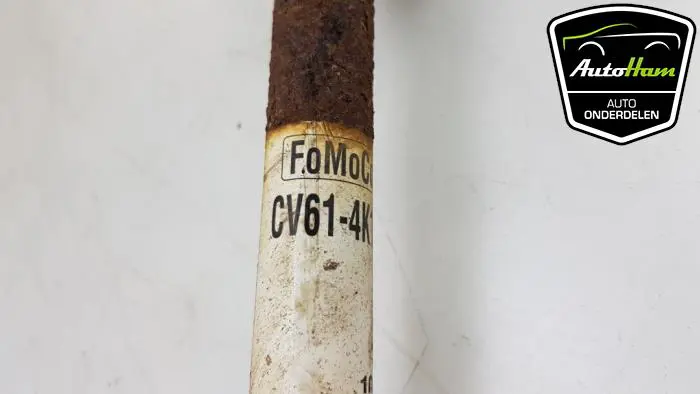 AutoHam
AUTO
ONDERDELEN
FoMoC
CV61-4K